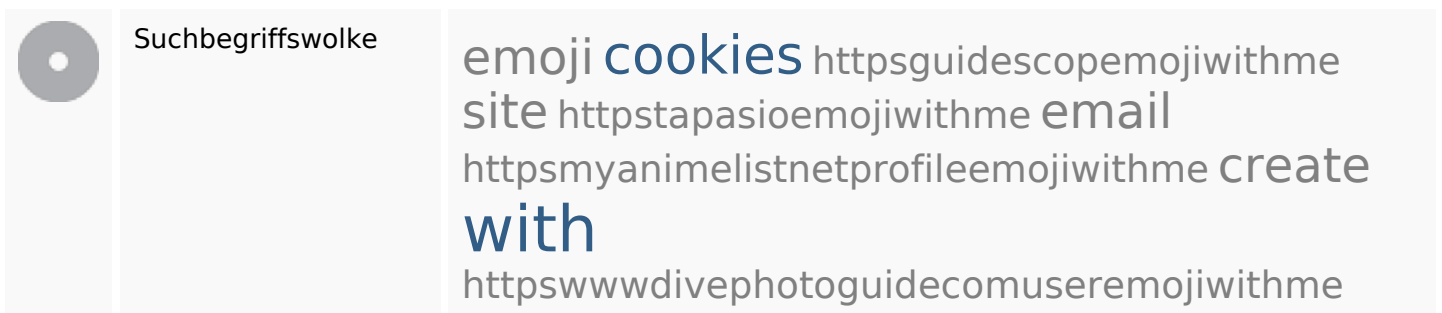 Suchbegriffswolke
emoji cookies httpsguidescopemojiwithme
site httpstapasioemojiwithme email
httpsmyanimelistnetprofileemojiwithme create
with
httpswwwdivephotoguidecomuseremojiwithme